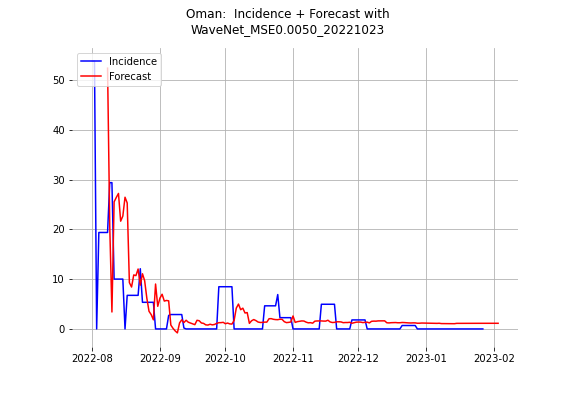 Oman:  Incidence + Forecast with
WaveNet_MSE0.0050_20221023
Incidence
Forecast
50
40
30
20
10
0
2022-08 2022-09 2022-10 2022-11 2022-12 2023-01 2023-02